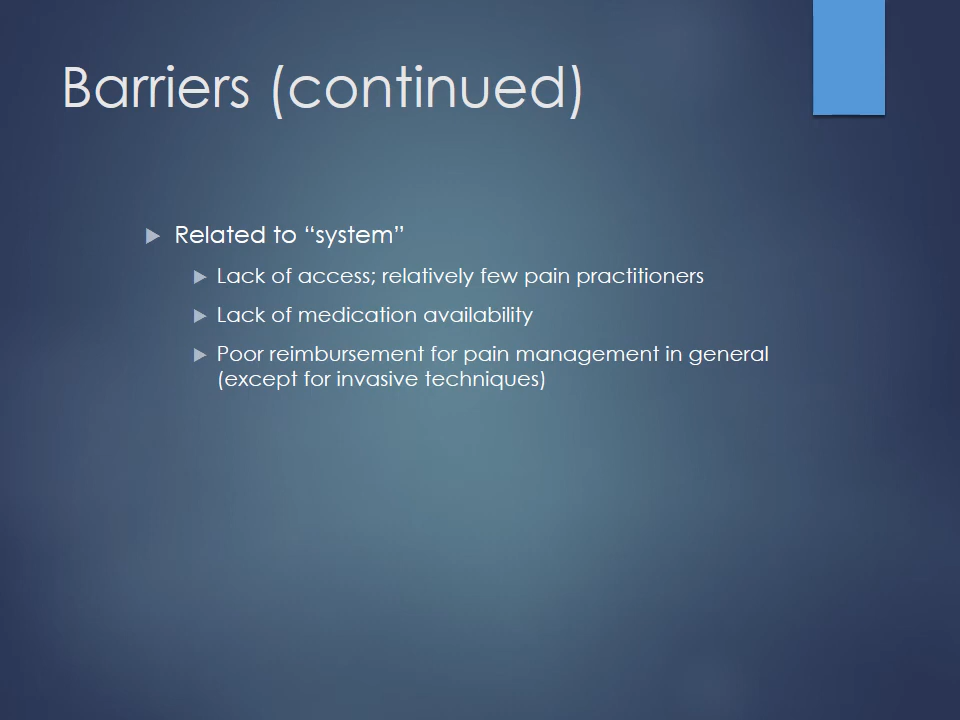 Barriers (continued)
Related to “system”
Lack of access; relatively few pain practitioners
Lack of medication availability
Poor reimbursement for pain management in general
(except for invasive techniques)